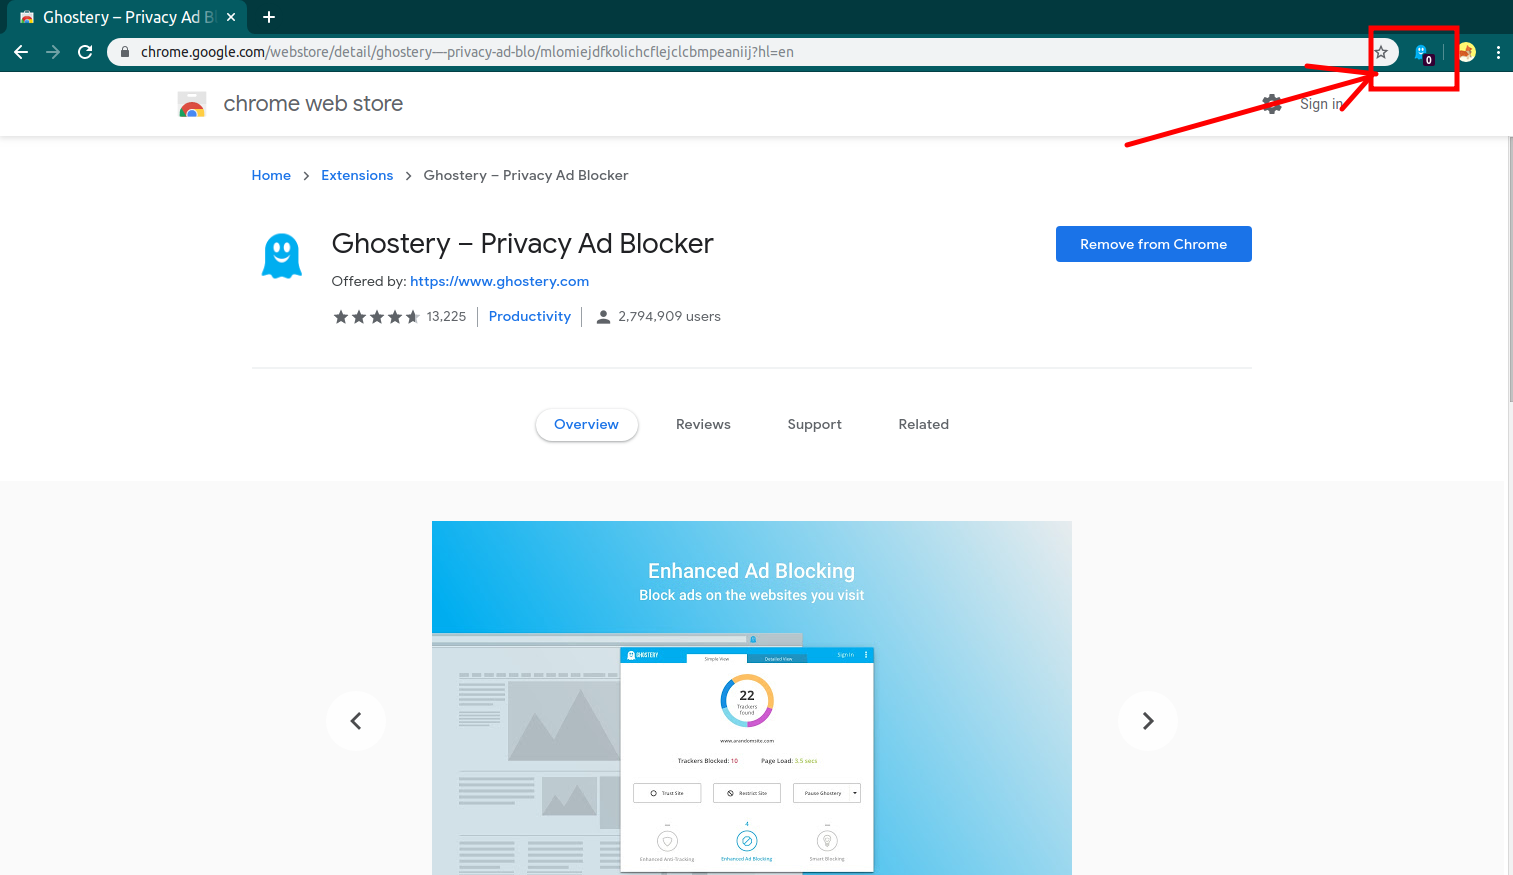 Ghostery – Privacy Ad B
chrome.google.com/webstore/detail/ghostery—-privacy-ad-blo/mlomiejdfkolichcflejclcbmpeaniij?hl=en
0
chrome web store
Sign in
Home > Extensions > Ghostery – Privacy Ad Blocker
Ghostery – Privacy Ad Blocker
Remove from Chrome
Offered by: https://www.ghostery.com
13,225
Productivity
2,794,909 users
Overview
Reviews
Support
Related
Enhanced Ad Blocking
Block ads on the websites you visit
GHOSTERY
Simple View
Detailed View
Sign In
22
Trackers
found
www.arandomsite.com
Trackers Blocked: 10
Page Load: 5.5 secs
Trust Site
Restrict Site
Pause Ghostery
4
Enhanced Anti-Tracking
Enhanced Ad Blocking
Smart Blocking